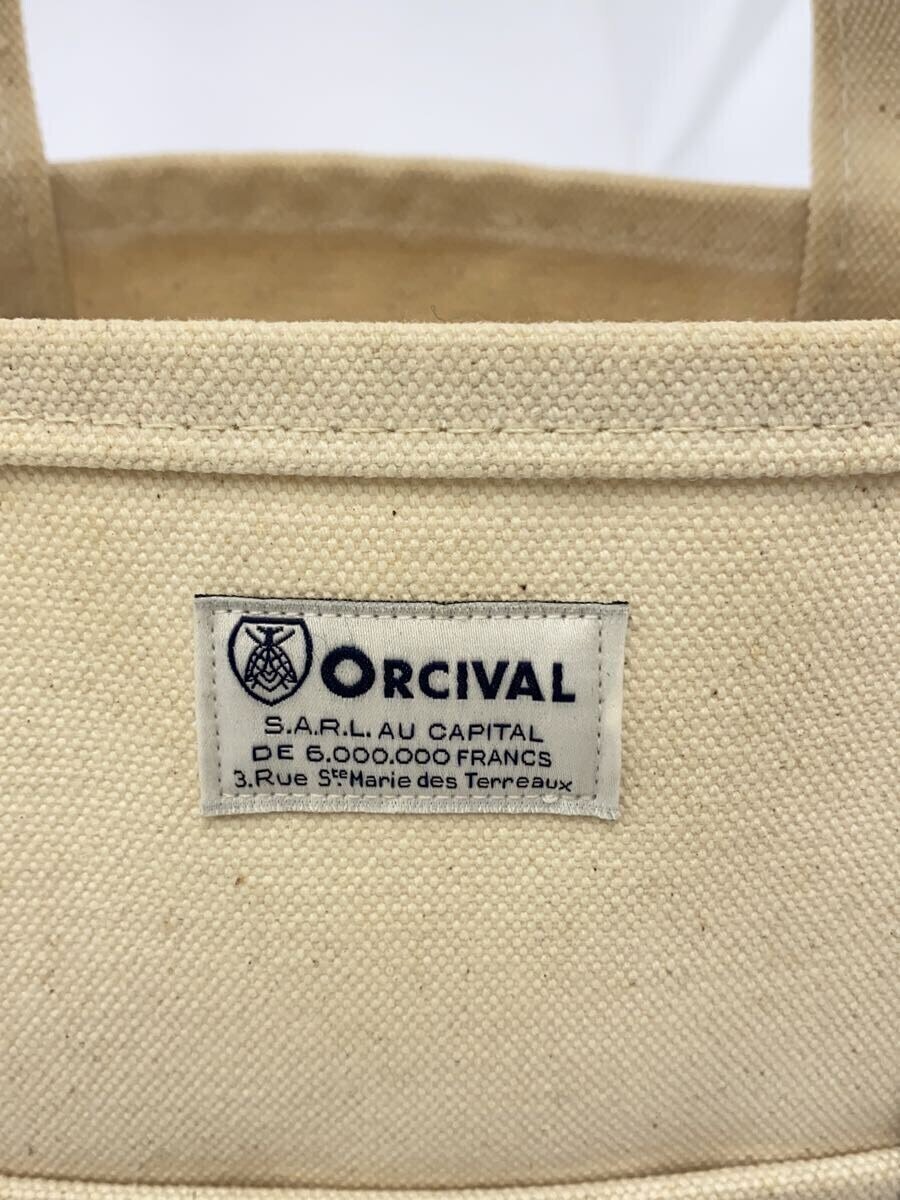 ORCIVAL
S.A.R.L. AU CAPITAL
DE 6.000.000 FRANCS
3.Rue Ste.Marie des Terreaux